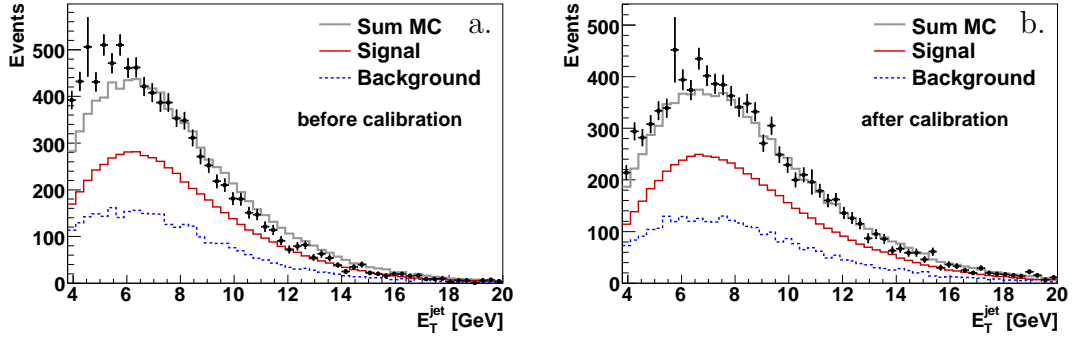 Events
500
400
300
200
100
0
Sum MC
Signal
Background
a.
before calibration
4 6 8 10 12 14 16 18 20
E_T^jet [GeV]
Events
500
400
300
200
100
0
Sum MC
Signal
Background
b.
after calibration
4 6 8 10 12 14 16 18 20
E_T^jet [GeV]